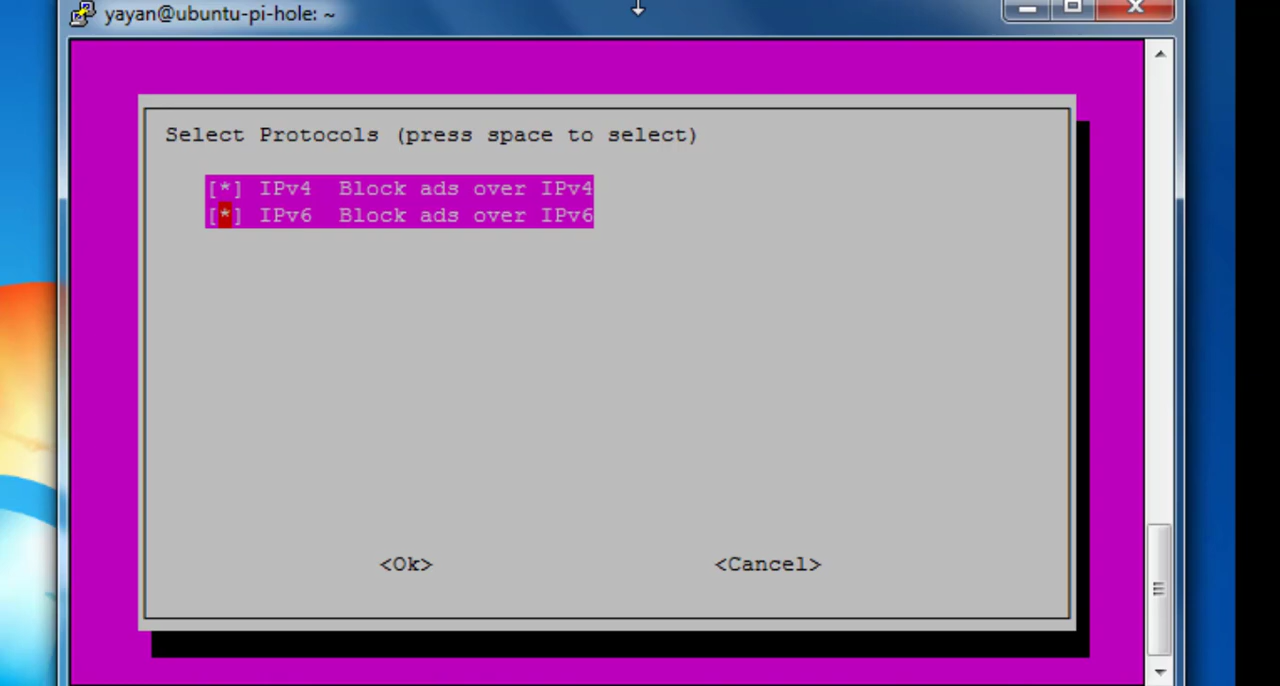 yayan@ubuntu-pi-hole: ~
Select Protocols (press space to select)
[*] IPv4  Block ads over IPv4
[*] IPv6  Block ads over IPv6
<Ok>
<Cancel>